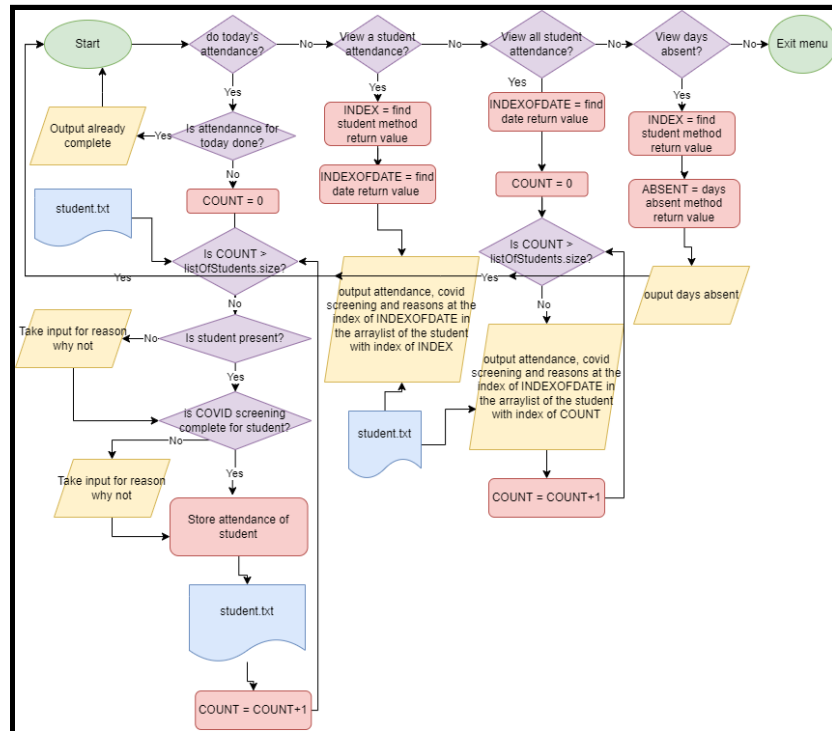 Start
do today's
attendance?
No
View a student
attendance?
No
View all student
attendance?
No
View days
absent?
No
Exit menu
Yes
Yes
Yes
Yes
Output already
complete
Yes
Is attendannce for
today done?
No
COUNT = 0
student.txt
Is COUNT >
listOfStudents.size?
Yes
No
Take input for reason
why not
No
Is student present?
Yes
Is COVID screening
complete for student?
No
Yes
Take input for reason
why not
Store attendance of
student
student.txt
COUNT = COUNT+1
INDEX = find
student method
return value
INDEXOFDATE = find
date return value
output attendance, covid
screening and reasons at the
index of INDEXOFDATE in
the arraylist of the student
with index of INDEX
student.txt
INDEXOFDATE = find
date return value
COUNT = 0
Is COUNT >
listOfStudents.size?
Yes
No
output attendance, covid
screening and reasons at the
index of INDEXOFDATE in
the arraylist of the student
with index of COUNT
COUNT = COUNT+1
INDEX = find
student method
return value
ABSENT = days
absent method
return value
ouput days absent